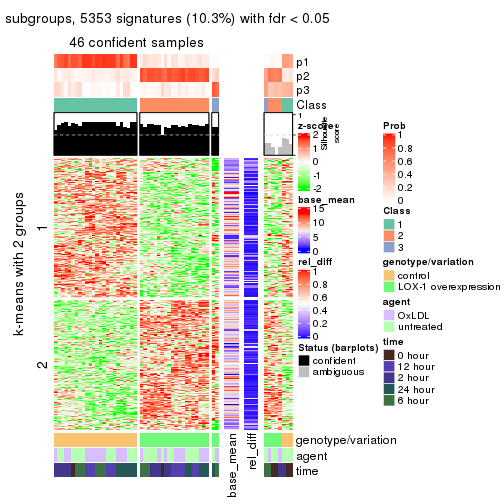 subgroups, 5353 signatures (10.3%) with fdr < 0.05
46 confident samples
p1
p2
p3
Class
1
Silhouette
score
k-means with 2 groups
1
2
z-score
2
1
0
-1
-2
base_mean
15
10
5
0
rel_diff
1
0.8
0.6
0.4
0.2
0
Status (barplots)
confident
ambiguous
Prob
1
0.8
0.6
0.4
0.2
0
Class
1
2
3
genotype/variation
control
LOX-1 overexpression
agent
OxLDL
untreated
time
0 hour
12 hour
2 hour
24 hour
6 hour
genotype/variation
agent
time
base_mean
rel_diff